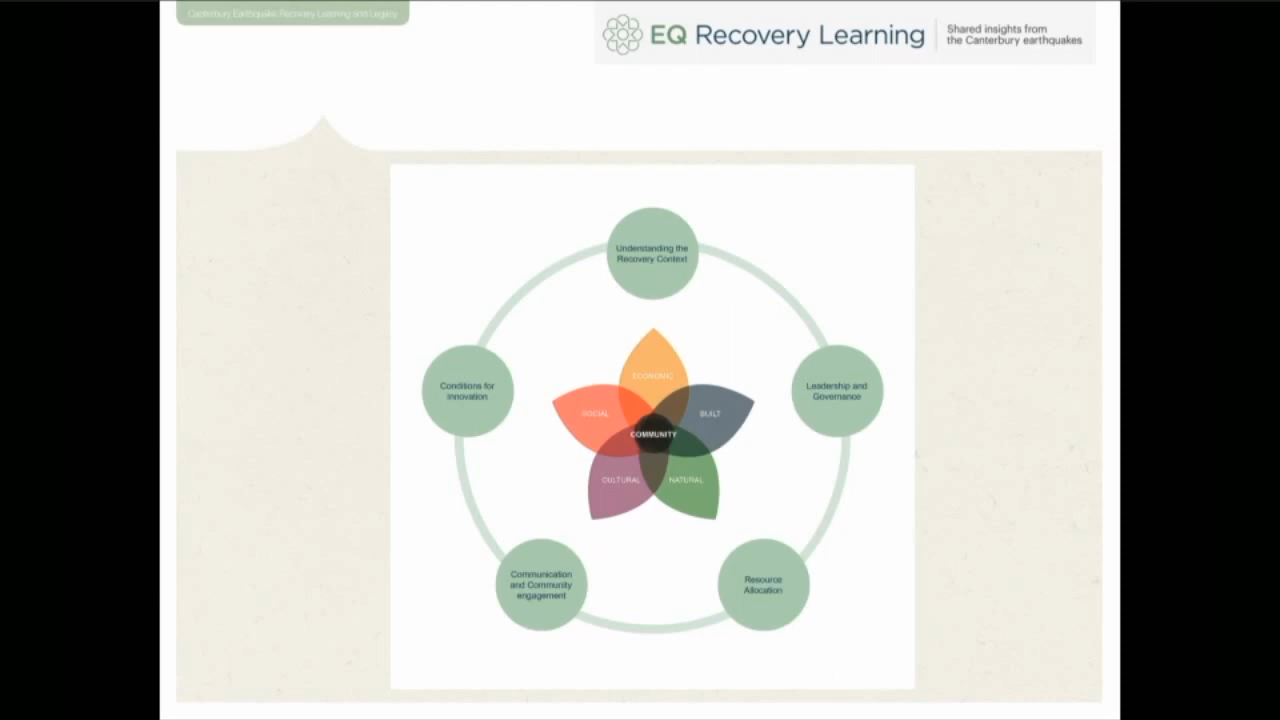 Canterbury Earthquake Recovery Learning and Legacy
EQ Recovery Learning
Shared insights from
the Canterbury earthquakes
Understanding the
Recovery Context
Conditions for
Innovation
Leadership and
Governance
ECONOMIC
SOCIAL
BUILT
COMMUNITY
CULTURAL
NATURAL
Communication
and Community
engagement
Resource
Allocation